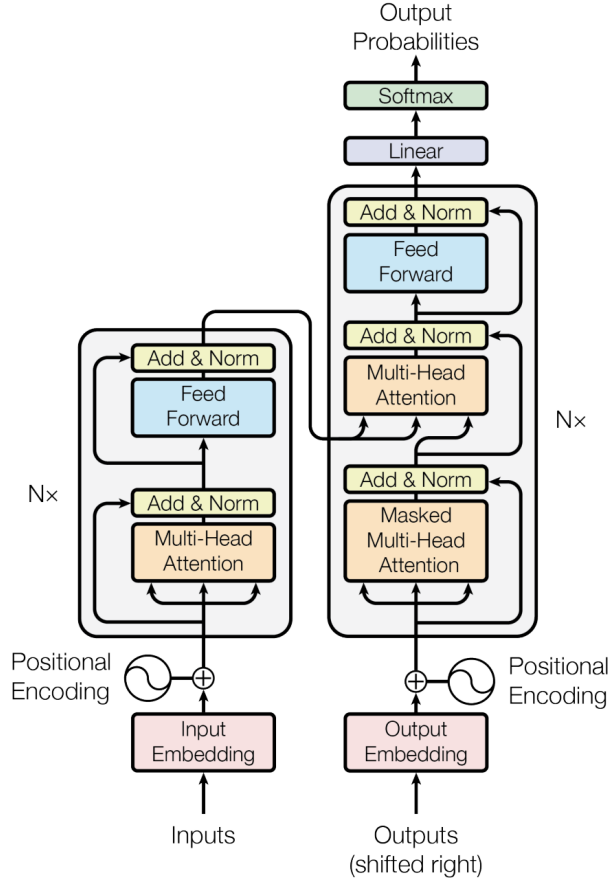 Output
Probabilities
Softmax
Linear
Add & Norm
Feed
Forward
Add & Norm
Multi-Head
Attention
Add & Norm
Masked
Multi-Head
Attention
N×
Add & Norm
Feed
Forward
Add & Norm
Multi-Head
Attention
Nx
Positional
Encoding
Positional
Encoding
Input
Embedding
Output
Embedding
Inputs
Outputs
(shifted right)